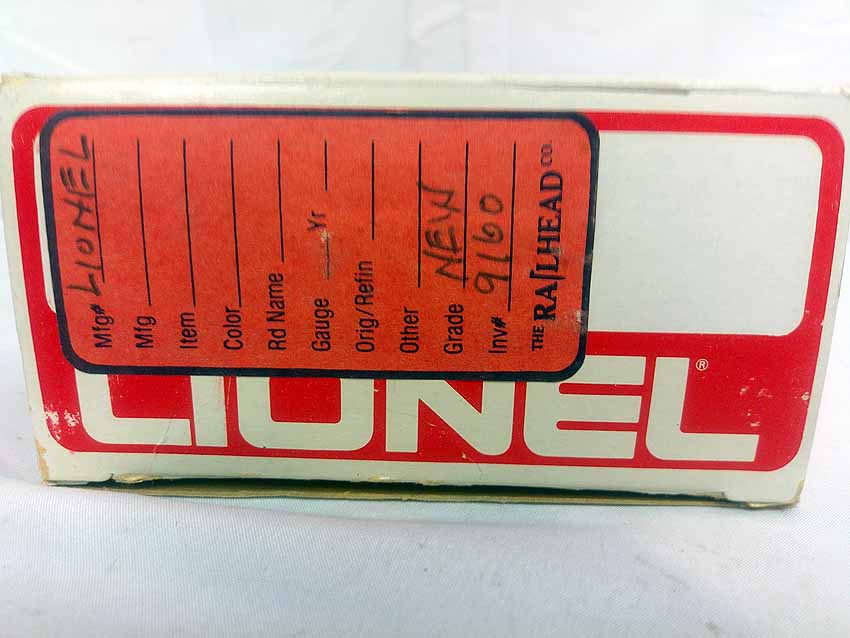 Mfg# LIONEL
Mfg
Item
Color
Rd Name
Gauge Yr
Orig/Refin
Other
Grade NEW
Inv# 9160
THE RAILHEAD CO.
LIONEL®